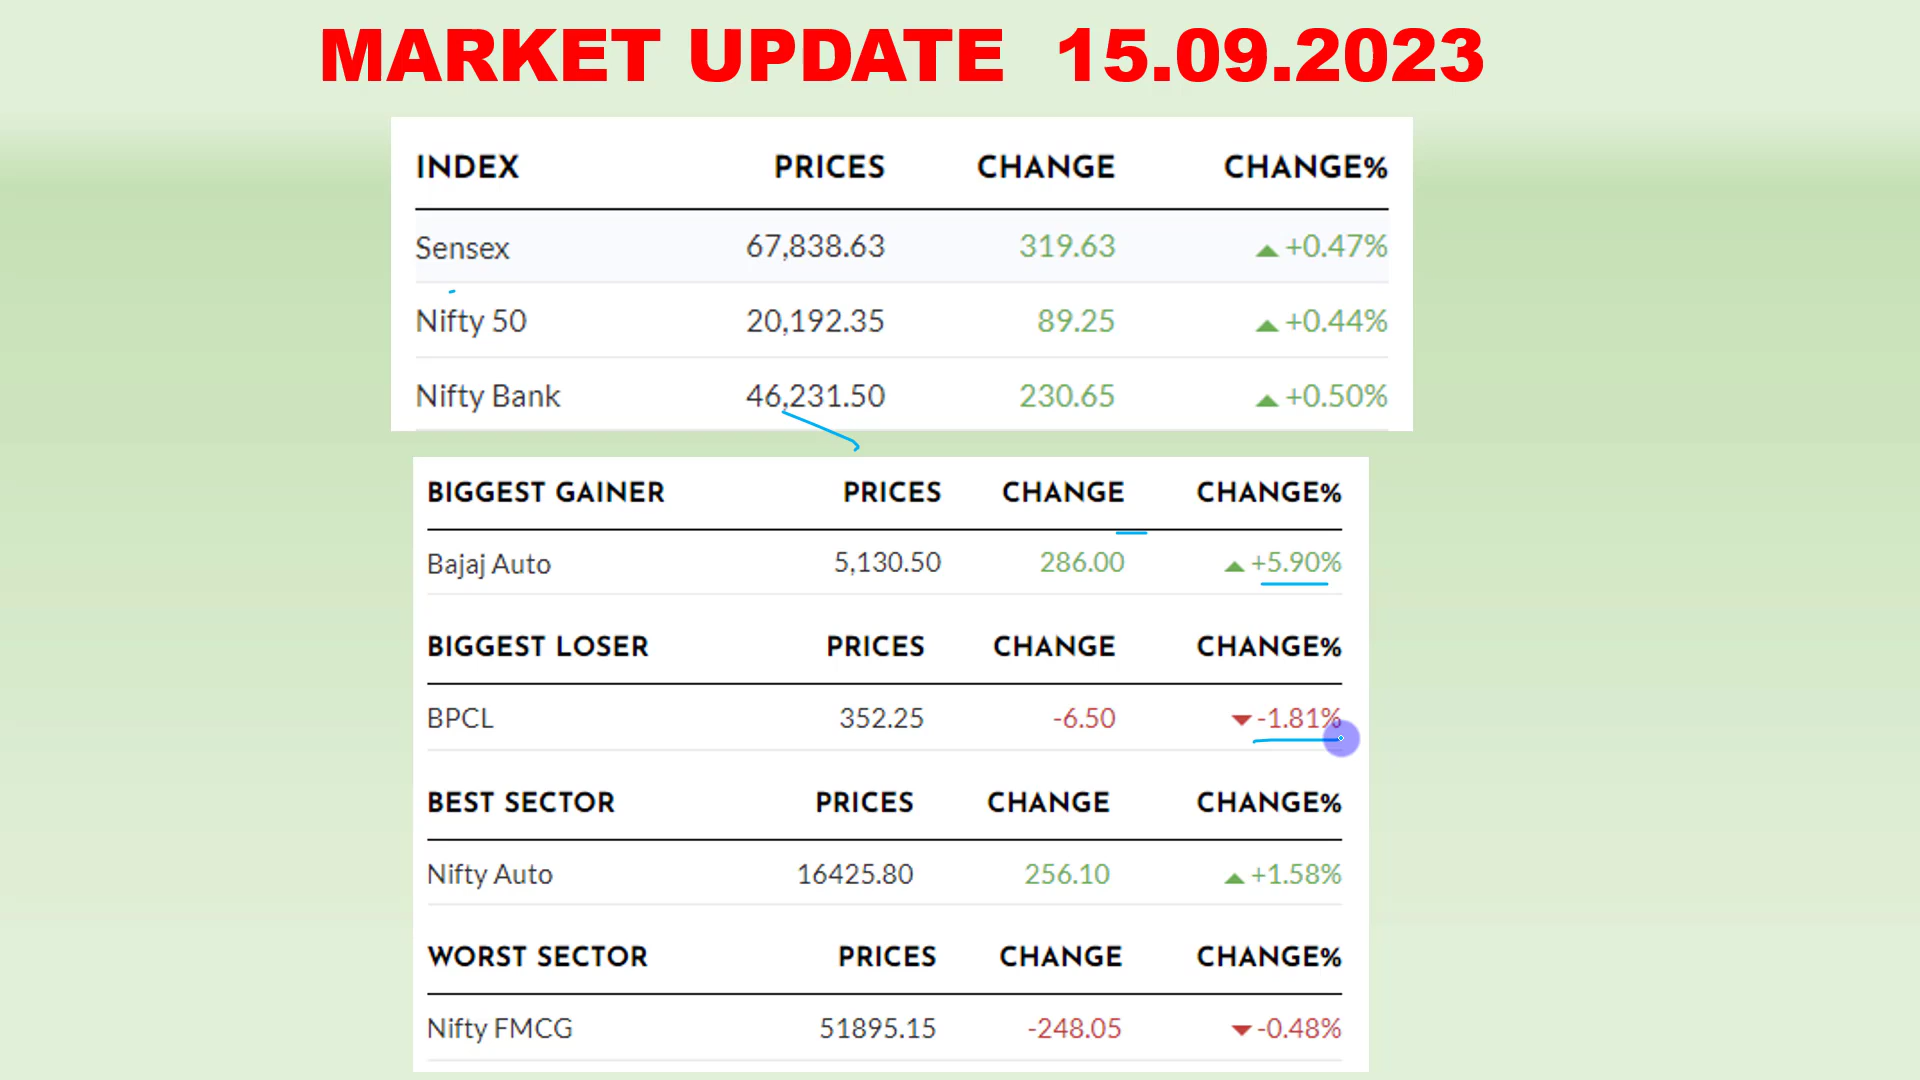 MARKET UPDATE 15.09.2023
INDEX PRICES CHANGE CHANGE%
Sensex 67,838.63 319.63 ▲ +0.47%
Nifty 50 20,192.35 89.25 ▲ +0.44%
Nifty Bank 46,231.50 230.65 ▲ +0.50%
BIGGEST GAINER PRICES CHANGE CHANGE%
Bajaj Auto 5,130.50 286.00 ▲ +5.90%
BIGGEST LOSER PRICES CHANGE CHANGE%
BPCL 352.25 -6.50 ▼ -1.81%
BEST SECTOR PRICES CHANGE CHANGE%
Nifty Auto 16425.80 256.10 ▲ +1.58%
WORST SECTOR PRICES CHANGE CHANGE%
Nifty FMCG 51895.15 -248.05 ▼ -0.48%